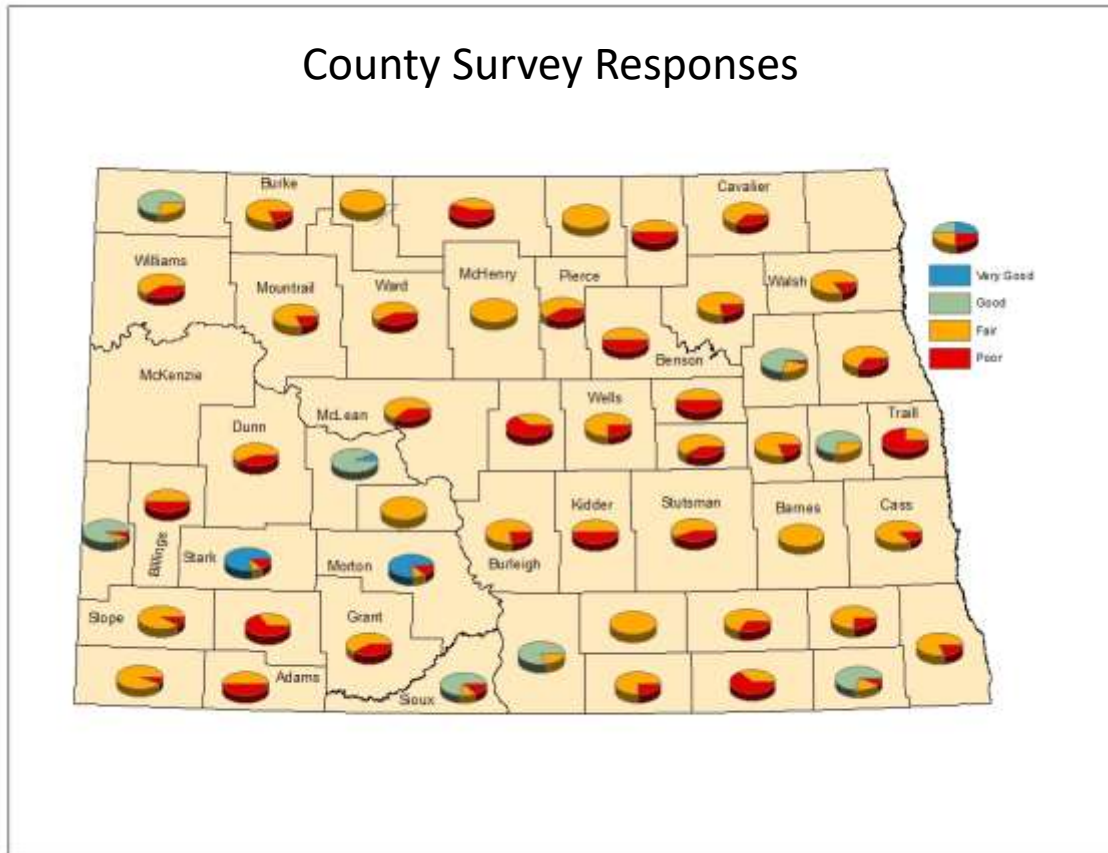 County Survey Responses
Burke
Cavalier
Williams
Mountrail
Ward
McHenry
Pierce
Walsh
Very Good
Good
Fair
Poor
McKenzie
Benson
Dunn
McLean
Wells
Traill
Billings
Stark
Morton
Burleigh
Kidder
Stutsman
Barnes
Cass
Slope
Grant
Adams
Sioux